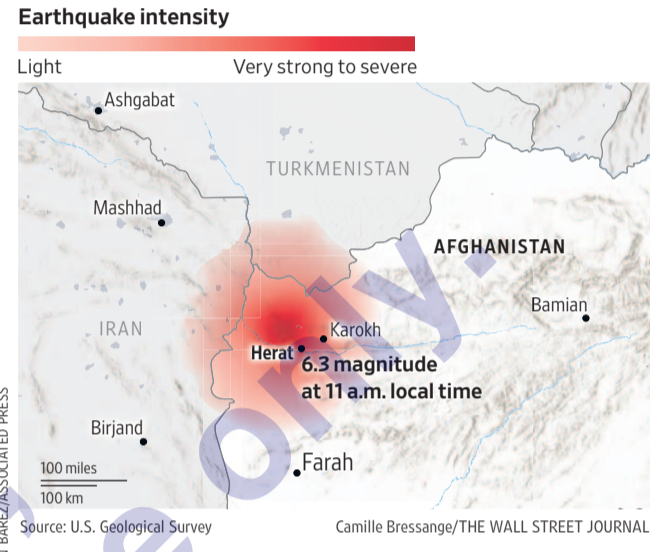 Earthquake intensity
Light
Very strong to severe
Ashgabat
TURKMENISTAN
Mashhad
AFGHANISTAN
Bamian
IRAN
Karokh
Herat
6.3 magnitude
at 11 a.m. local time
Birjand
Farah
100 miles
100 km
BAREZ/ASSOCIATED PRESS
Source: U.S. Geological Survey
Camille Bressange/THE WALL STREET JOURNAL
only.